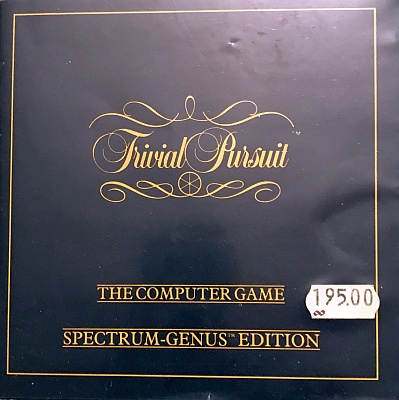 Trivial Pursuit
THE COMPUTER GAME
195.00
SPECTRUM-GENUS™ EDITION